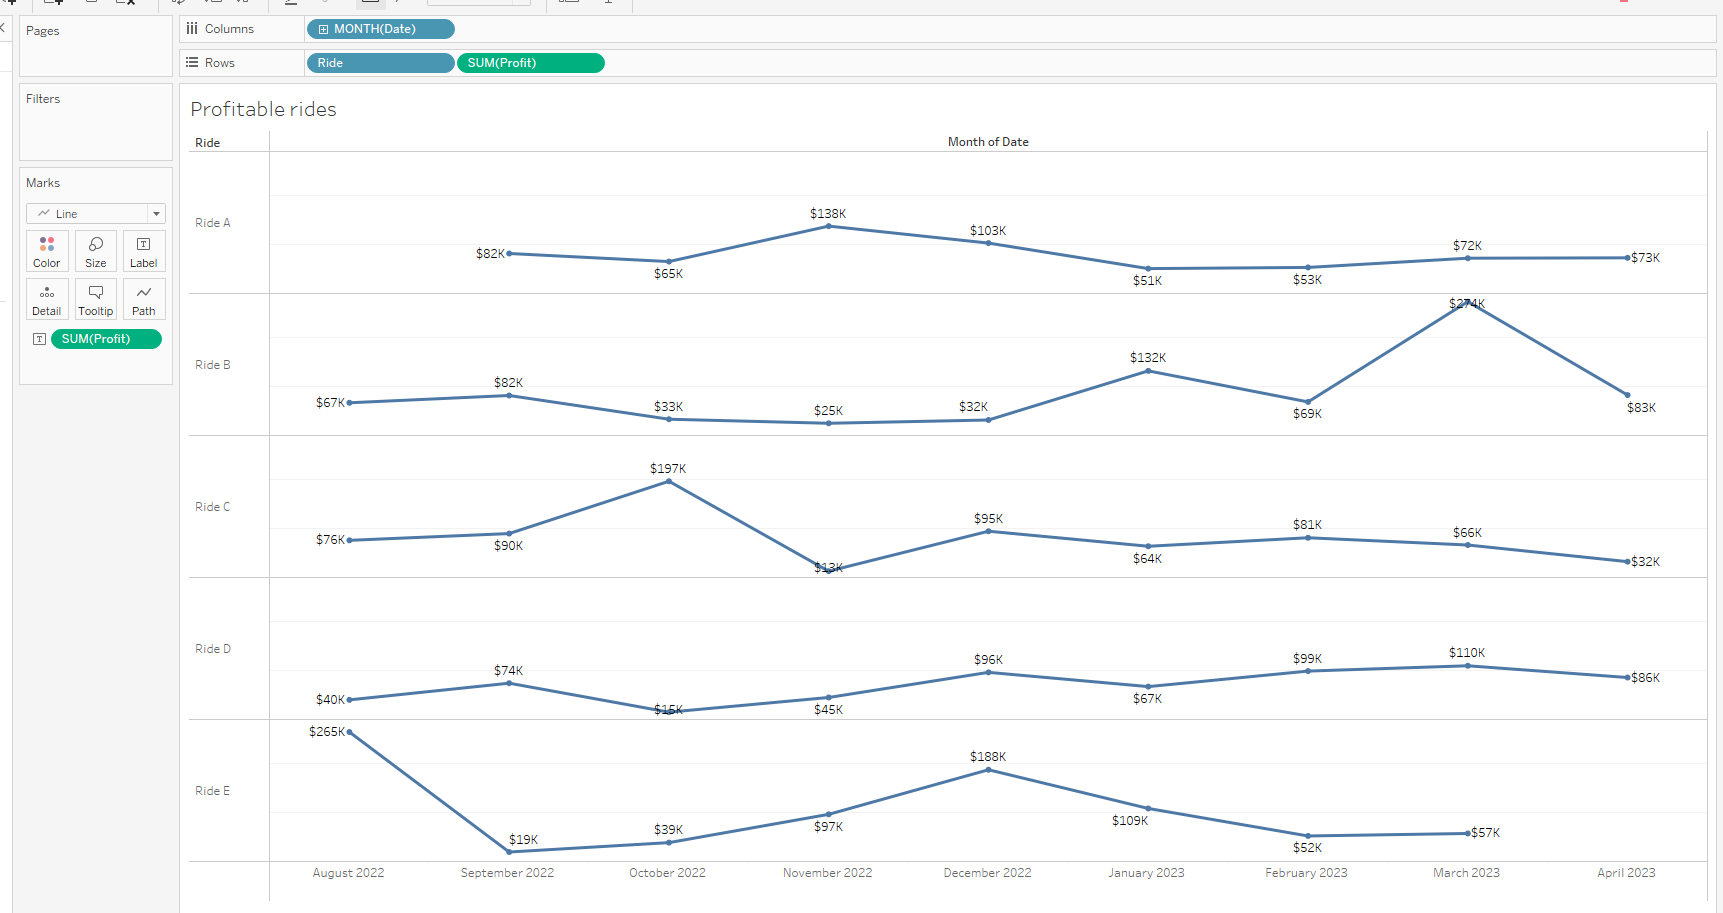 Pages
Columns
MONTH(Date)
Rows
Ride
SUM(Profit)
Filters
Marks
Line
Color
Size
Label
Detail
Tooltip
Path
SUM(Profit)
Profitable rides
Ride
Month of Date
Ride A
$82K
$65K
$138K
$103K
$51K
$53K
$72K
$73K
Ride B
$67K
$82K
$33K
$25K
$32K
$132K
$69K
$274K
$83K
Ride C
$76K
$90K
$197K
$13K
$95K
$64K
$81K
$66K
$32K
Ride D
$40K
$74K
$15K
$45K
$96K
$67K
$99K
$110K
$86K
Ride E
$265K
$19K
$39K
$97K
$188K
$109K
$52K
$57K
August 2022
September 2022
October 2022
November 2022
December 2022
January 2023
February 2023
March 2023
April 2023